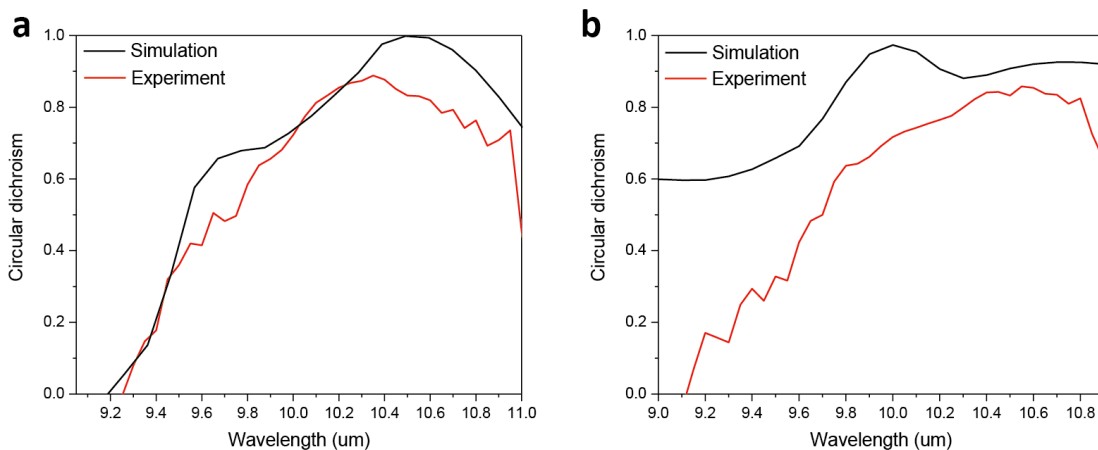 a
Simulation
Experiment
Circular dichroism
1.0
0.8
0.6
0.4
0.2
0.0
9.2 9.4 9.6 9.8 10.0 10.2 10.4 10.6 10.8 11.0
Wavelength (um)
b
Simulation
Experiment
Circular dichroism
1.0
0.8
0.6
0.4
0.2
0.0
9.0 9.2 9.4 9.6 9.8 10.0 10.2 10.4 10.6 10.8
Wavelength (um)